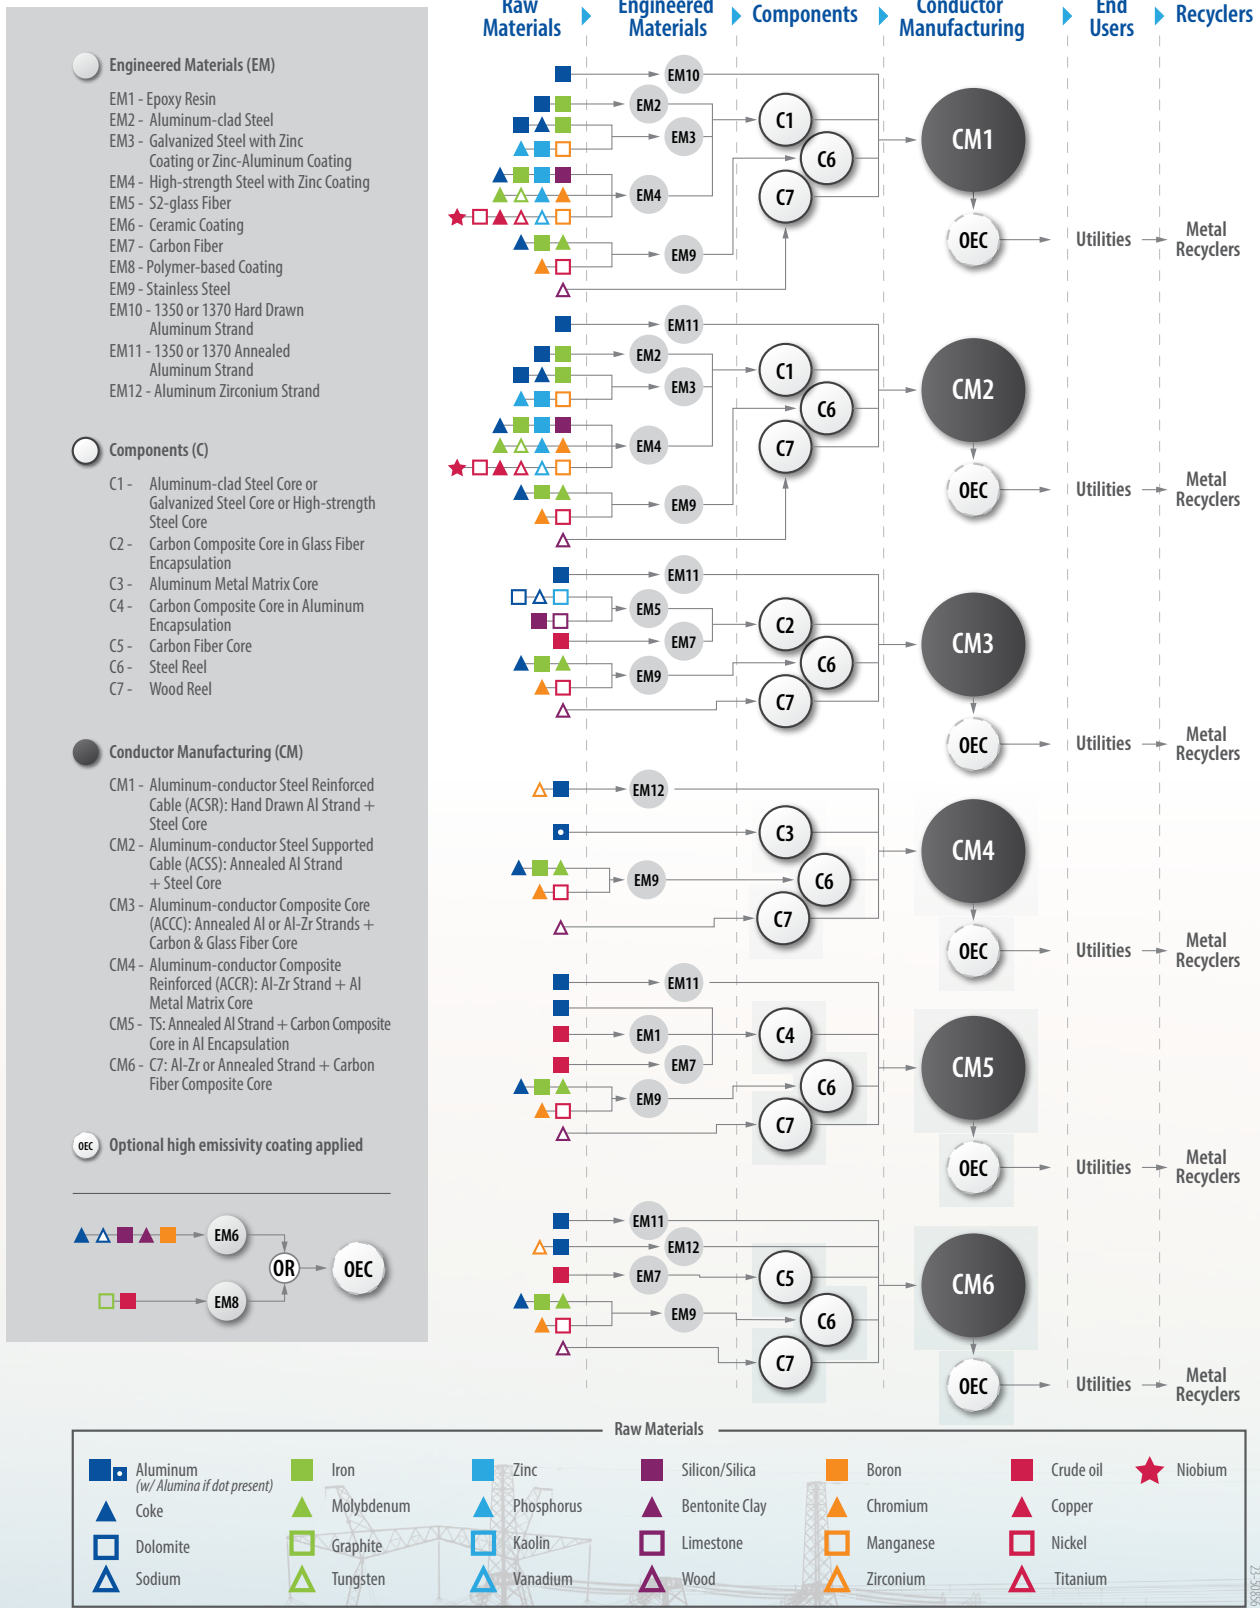 Raw
Materials
Engineered
Materials
Components
Conductor
Manufacturing
End
Users
Recyclers
Engineered Materials (EM)
EM1 - Epoxy Resin
EM2 - Aluminum-clad Steel
EM3 - Galvanized Steel with Zinc
Coating or Zinc-Aluminum Coating
EM4 - High-strength Steel with Zinc Coating
EM5 - S2-glass Fiber
EM6 - Ceramic Coating
EM7 - Carbon Fiber
EM8 - Polymer-based Coating
EM9 - Stainless Steel
EM10 - 1350 or 1370 Hard Drawn
Aluminum Strand
EM11 - 1350 or 1370 Annealed
Aluminum Strand
EM12 - Aluminum Zirconium Strand
Components (C)
C1 - Aluminum-clad Steel Core or
Galvanized Steel Core or High-strength
Steel Core
C2 - Carbon Composite Core in Glass Fiber
Encapsulation
C3 - Aluminum Metal Matrix Core
C4 - Carbon Composite Core in Aluminum
Encapsulation
C5 - Carbon Fiber Core
C6 - Steel Reel
C7 - Wood Reel
Conductor Manufacturing (CM)
CM1 - Aluminum-conductor Steel Reinforced
Cable (ACSR): Hand Drawn Al Strand +
Steel Core
CM2 - Aluminum-conductor Steel Supported
Cable (ACSS): Annealed Al Strand
+ Steel Core
CM3 - Aluminum-conductor Composite Core
(ACCC): Annealed Al or Al-Zr Strands +
Carbon & Glass Fiber Core
CM4 - Aluminum-conductor Composite
Reinforced (ACCR): Al-Zr Strand + Al
Metal Matrix Core
CM5 - TS: Annealed Al Strand + Carbon Composite
Core in Al Encapsulation
CM6 - C7: Al-Zr or Annealed Strand + Carbon
Fiber Composite Core
OEC Optional high emissivity coating applied
EM6
OR
OEC
EM8
EM10
EM2
C1
EM3
CM1
C6
EM4
C7
OEC
Utilities
Metal
Recyclers
EM9
EM11
EM2
C1
EM3
CM2
C6
EM4
C7
OEC
Utilities
Metal
Recyclers
EM9
EM11
EM5
C2
EM7
CM3
C6
EM9
C7
OEC
Utilities
Metal
Recyclers
EM12
C3
CM4
EM9
C6
C7
OEC
Utilities
Metal
Recyclers
EM11
EM1
C4
EM7
CM5
C6
EM9
C7
OEC
Utilities
Metal
Recyclers
EM11
EM12
EM7
C5
CM6
EM9
C6
C7
OEC
Utilities
Metal
Recyclers
Raw Materials
Aluminum
(w/ Alumina if dot present)
Iron
Zinc
Silicon/Silica
Boron
Crude oil
Niobium
Coke
Molybdenum
Phosphorus
Bentonite Clay
Chromium
Copper
Dolomite
Graphite
Kaolin
Limestone
Manganese
Nickel
Sodium
Tungsten
Vanadium
Wood
Zirconium
Titanium